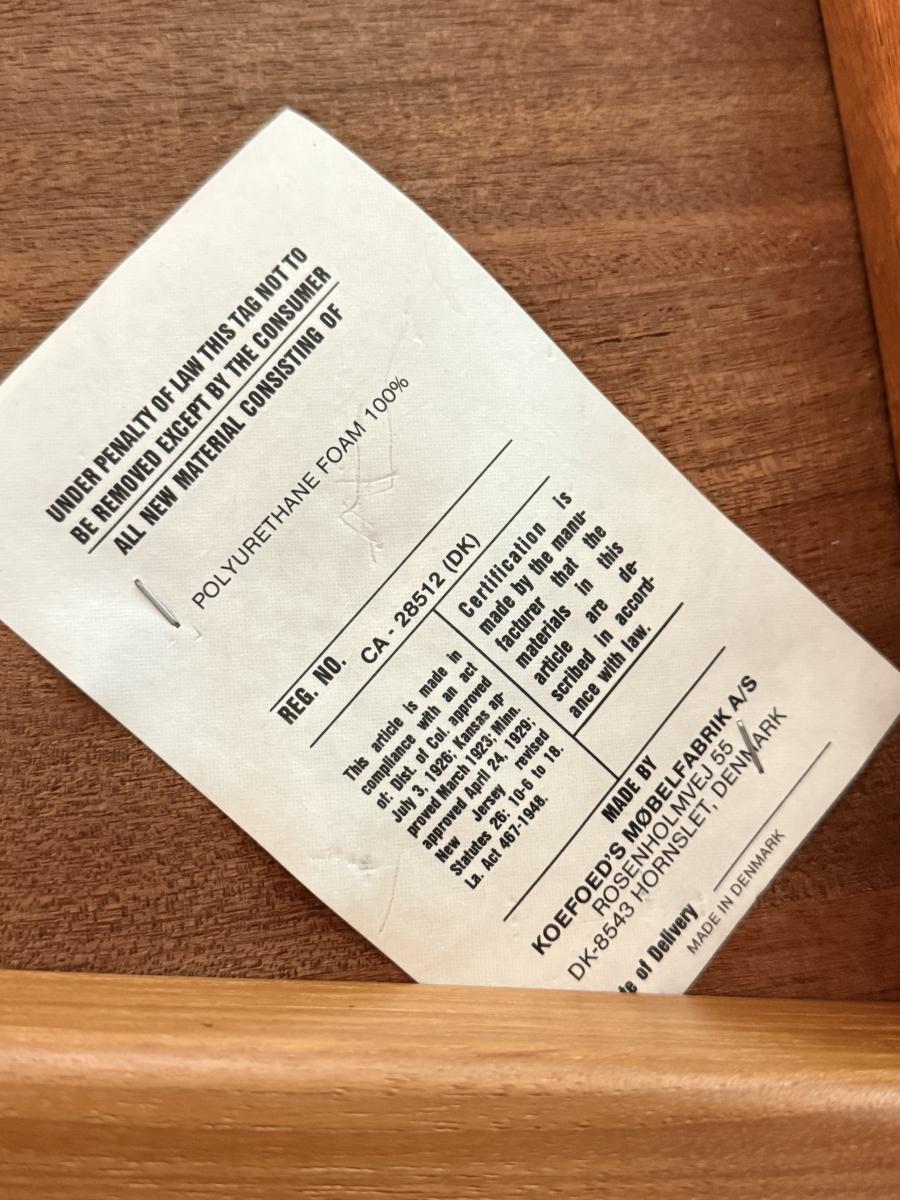 UNDER PENALTY OF LAW THIS TAG NOT TO
BE REMOVED EXCEPT BY THE CONSUMER
ALL NEW MATERIAL CONSISTING OF
POLYURETHANE FOAM 100%
REG. NO. CA - 28512 (DK)
This article is made in
compliance with an act
of: Dist. of Col. approved
July 3, 1926; Kansas ap-
proved March 1923; Minn.
approved April 24, 1929;
New Jersey revised
Statutes 26: 10-6 to 18.
La. Act 467-1948.
Certification is
made by the manu-
facturer that the
materials in this
article are de-
scribed in accord-
ance with law.
MADE BY
KOEFOED'S MØBELFABRIK A/S
ROSENHOLMVEJ 55
DK-8543 HORNSLET, DENMARK
te of Delivery
MADE IN DENMARK